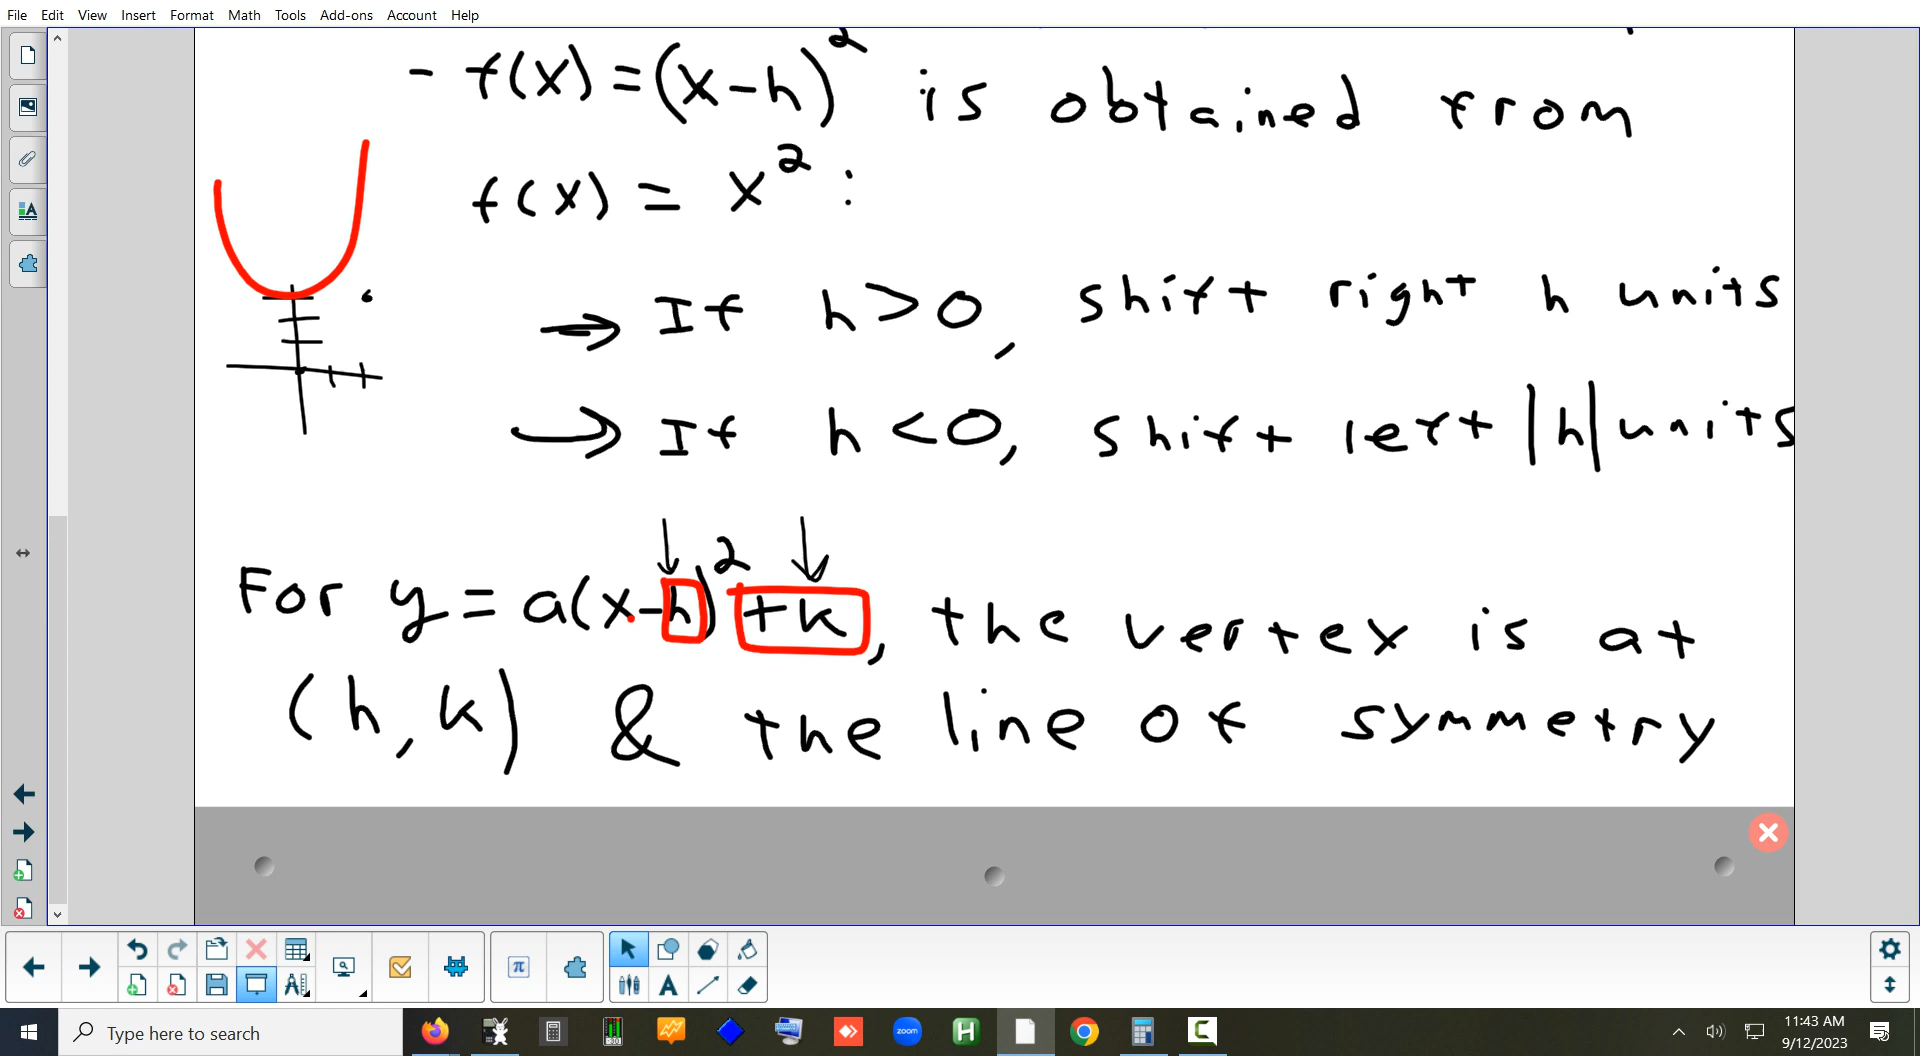 File Edit View Insert Format Math Tools Add-ons Account Help
- f(x) = (x-h)² is obtained from
f(x) = x² :
→ If h>0, shift right h units
→ If h<0, shift left |h| units
For y = a(x-h)² +k, the vertex is at
(h, k) & the line of symmetry
π
A
Type here to search
zoom
H
C
11:43 AM
9/12/2023